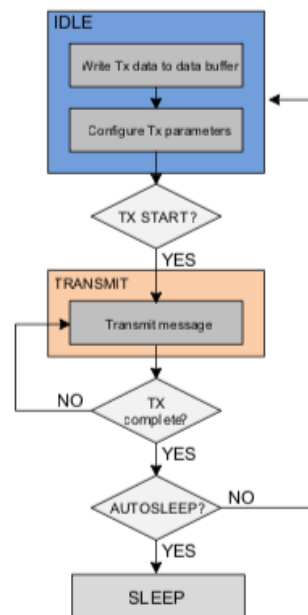 IDLE
Write Tx data to data buffer
Configure Tx parameters
TX START?
YES
TRANSMIT
Transmit message
NO
TX
complete?
YES
AUTOSLEEP?
NO
YES
SLEEP